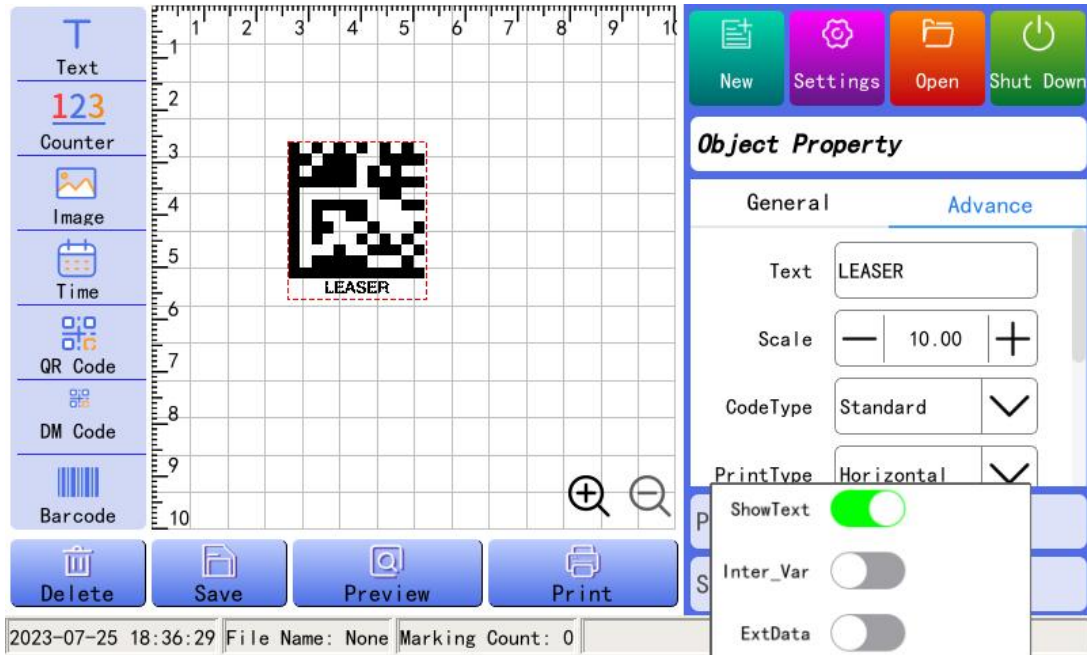 Text
123
Counter
Image
Time
QR Code
DM Code
Barcode
1 2 3 4 5 6 7 8 9 10
1
2
3
4
5
6
7
8
9
10
LEASER
New
Settings
Open
Shut Down
Object Property
General
Advance
Text
LEASER
Scale
10.00
CodeType
Standard
PrintType
Horizontal
P
S
ShowText
Inter_Var
ExtData
Delete
Save
Preview
Print
2023-07-25 18:36:29
File Name: None
Marking Count: 0